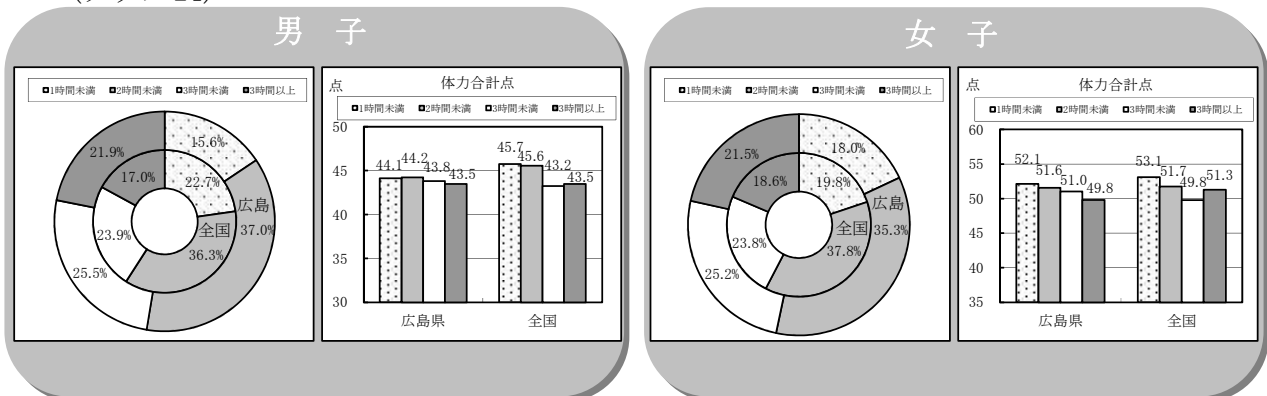 男 子
1時間未満 2時間未満 3時間未満 3時間以上
15.6%
21.9%
17.0%
22.7%
広島
全国
37.0%
23.9%
36.3%
25.5%
点
体力合計点
1時間未満 2時間未満 3時間未満 3時間以上
50
45
40
35
30
44.1
44.2
43.8
43.5
45.7
45.6
43.2
43.5
広島県
全国
女 子
1時間未満 2時間未満 3時間未満 3時間以上
18.0%
21.5%
18.6%
19.8%
広島
全国
35.3%
23.8%
37.8%
25.2%
点
体力合計点
1時間未満 2時間未満 3時間未満 3時間以上
60
55
50
45
40
35
52.1
51.6
51.0
49.8
53.1
51.7
49.8
51.3
広島県
全国